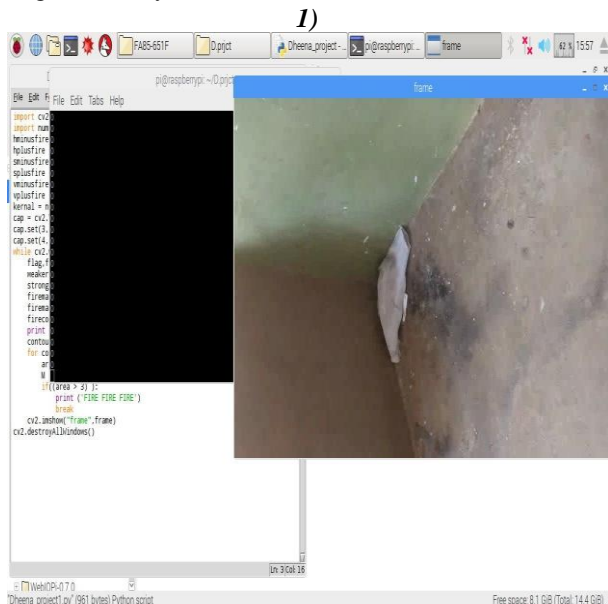 1)
FA85-651F
D.prjct
Dheena_project - ...
pi@raspberrypi: ...
frame
62 %
15:57
pi@raspberrypi: ~/D.prjct
frame
File Edit
File Edit Tabs Help
import cv2
import num
hminusfire
hplusfire
sminusfire
splusfire
vminusfire
vplusfire
kernal = n
cap = cv2.
cap.set(3,
cap.set(4,
while cv2.
flag,f
weaker
strong
firema
firema
fireco
print
contou
for co
ar
M
if((area > 3) ):
print ('FIRE FIRE FIRE')
break
cv2.imshow("frame",frame)
cv2.destroyAllWindows()
Ln: 3 Col: 16
WebIOPi-0.7.0
"Dheena_project1.py" (961 bytes) Python script
Free space: 8.1 GiB (Total: 14.4 GiB)